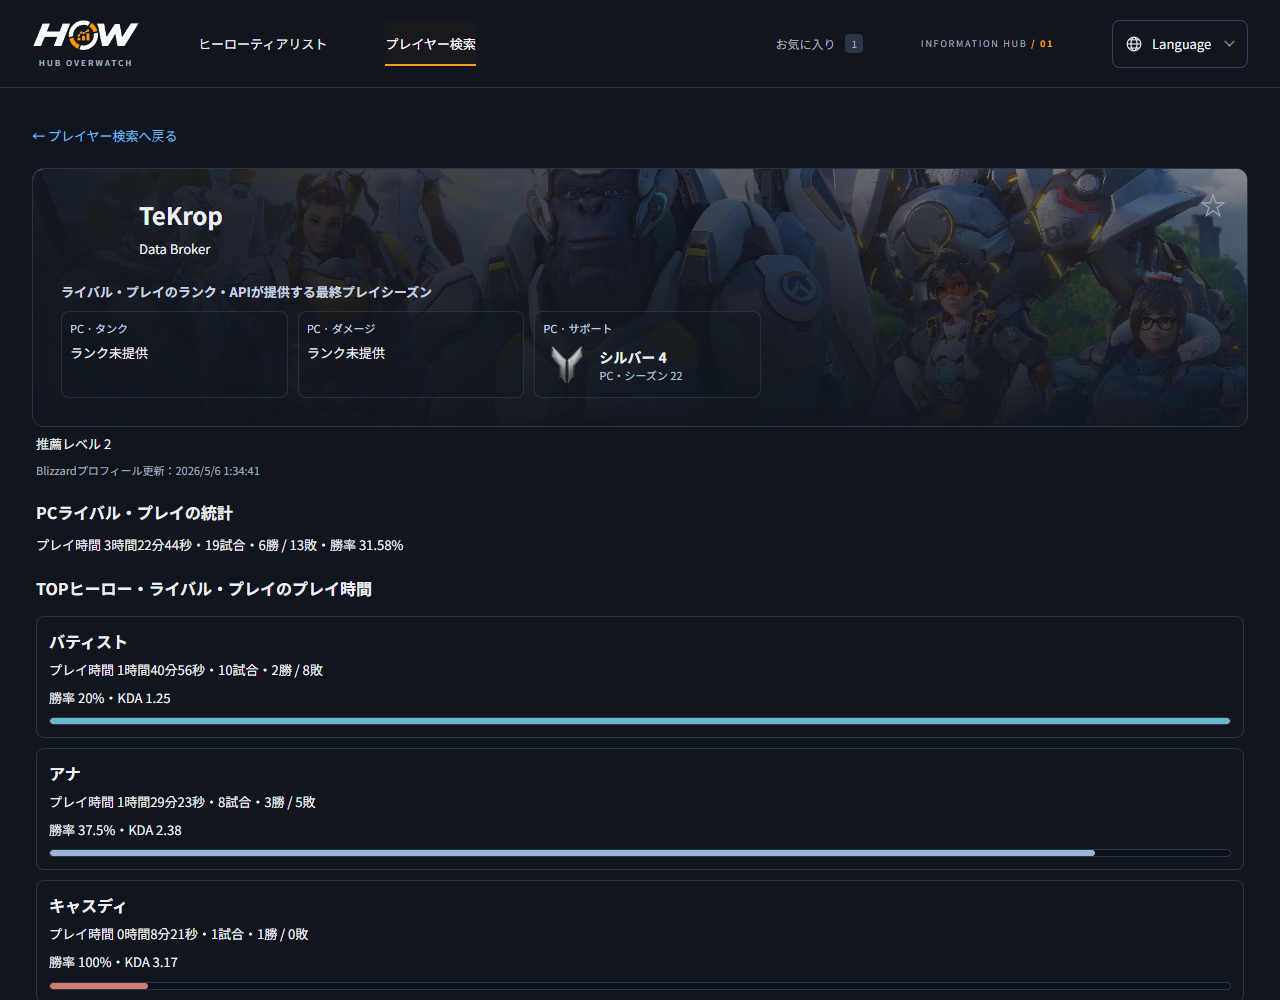 HOW
HUB OVERWATCH
ヒーローティアリスト
プレイヤー検索
お気に入り 1
INFORMATION HUB / 01
Language
← プレイヤー検索へ戻る
TeKrop
Data Broker
ライバル・プレイのランク・APIが提供する最終プレイシーズン
PC · タンク
ランク未提供
PC · ダメージ
ランク未提供
PC · サポート
シルバー 4
PC・シーズン 22
推薦レベル 2
Blizzardプロフィール更新：2026/5/6 1:34:41
PCライバル・プレイの統計
プレイ時間 3時間22分44秒・19試合・6勝 / 13敗・勝率 31.58%
TOPヒーロー・ライバル・プレイのプレイ時間
バティスト
プレイ時間 1時間40分56秒・10試合・2勝 / 8敗
勝率 20%・KDA 1.25
アナ
プレイ時間 1時間29分23秒・8試合・3勝 / 5敗
勝率 37.5%・KDA 2.38
キャスディ
プレイ時間 0時間8分21秒・1試合・1勝 / 0敗
勝率 100%・KDA 3.17